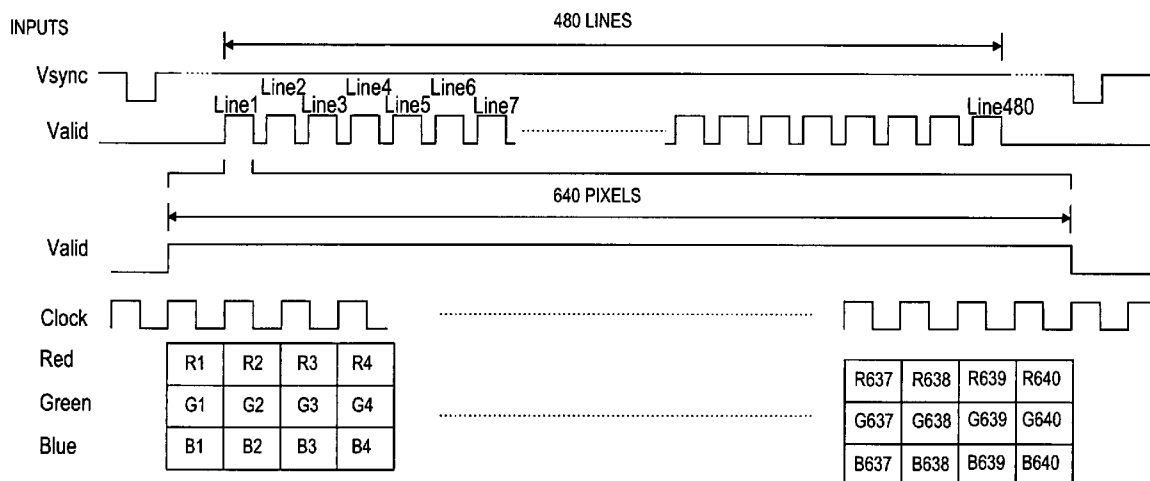 INPUTS
480 LINES
Vsync
Line1 Line2 Line3 Line4 Line5 Line6 Line7 Line480
Valid
640 PIXELS
Valid
Clock
Red R1 R2 R3 R4 R637 R638 R639 R640
Green G1 G2 G3 G4 G637 G638 G639 G640
Blue B1 B2 B3 B4 B637 B638 B639 B640